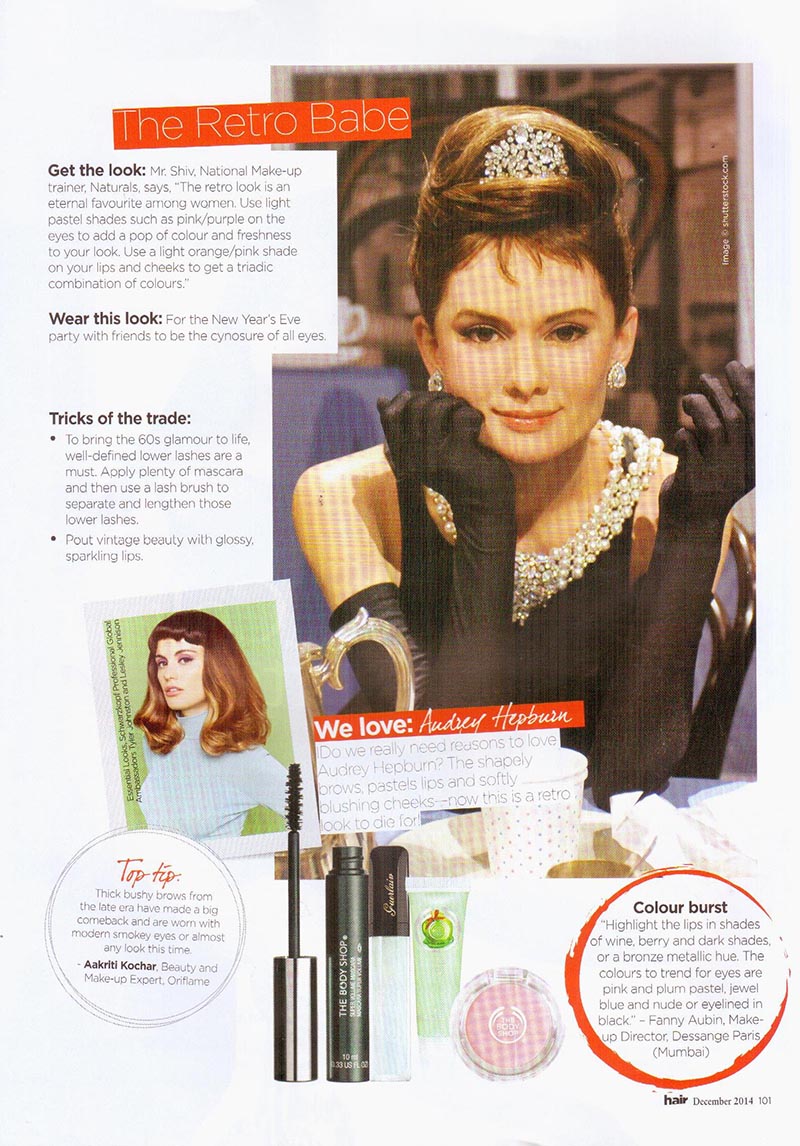 The Retro Babe
Get the look: Mr. Shiv, National Make-up
trainer, Naturals, says, “The retro look is an
eternal favourite among women. Use light
pastel shades such as pink/purple on the
eyes to add a pop of colour and freshness
to your look. Use a light orange/pink shade
on your lips and cheeks to get a triadic
combination of colours.”
Wear this look: For the New Year's Eve
party with friends to be the cynosure of all eyes.
Image © shutterstock.com
Tricks of the trade:
• To bring the 60s glamour to life,
well-defined lower lashes are a
must. Apply plenty of mascara
and then use a lash brush to
separate and lengthen those
lower lashes.
• Pout vintage beauty with glossy,
sparkling lips.
Essential Looks, Schwarzkopf Professional Global
Ambassadors Tyler Johnston and Lesley Jennison
We love: Audrey Hepburn
Do we really need reasons to love
Audrey Hepburn? The shapely
brows, pastels lips and softly
blushing cheeks—now this is a retro
look to die for!
Top tip:
Thick bushy brows from
the late era have made a big
comeback and are worn with
modern smokey eyes or almost
any look this time.
- Aakriti Kochar, Beauty and
Make-up Expert, Oriflame
THE BODY SHOP®
SUPER VOLUME MASCARA
MASCARA SUPER VOLUME
10 ml
0.33 US fl OZ
Guerlain
THE
BODY
SHOP
Colour burst
“Highlight the lips in shades
of wine, berry and dark shades,
or a bronze metallic hue. The
colours to trend for eyes are
pink and plum pastel, jewel
blue and nude or eyelined in
black.” – Fanny Aubin, Make-
up Director, Dessange Paris
(Mumbai)
hair December 2014 101